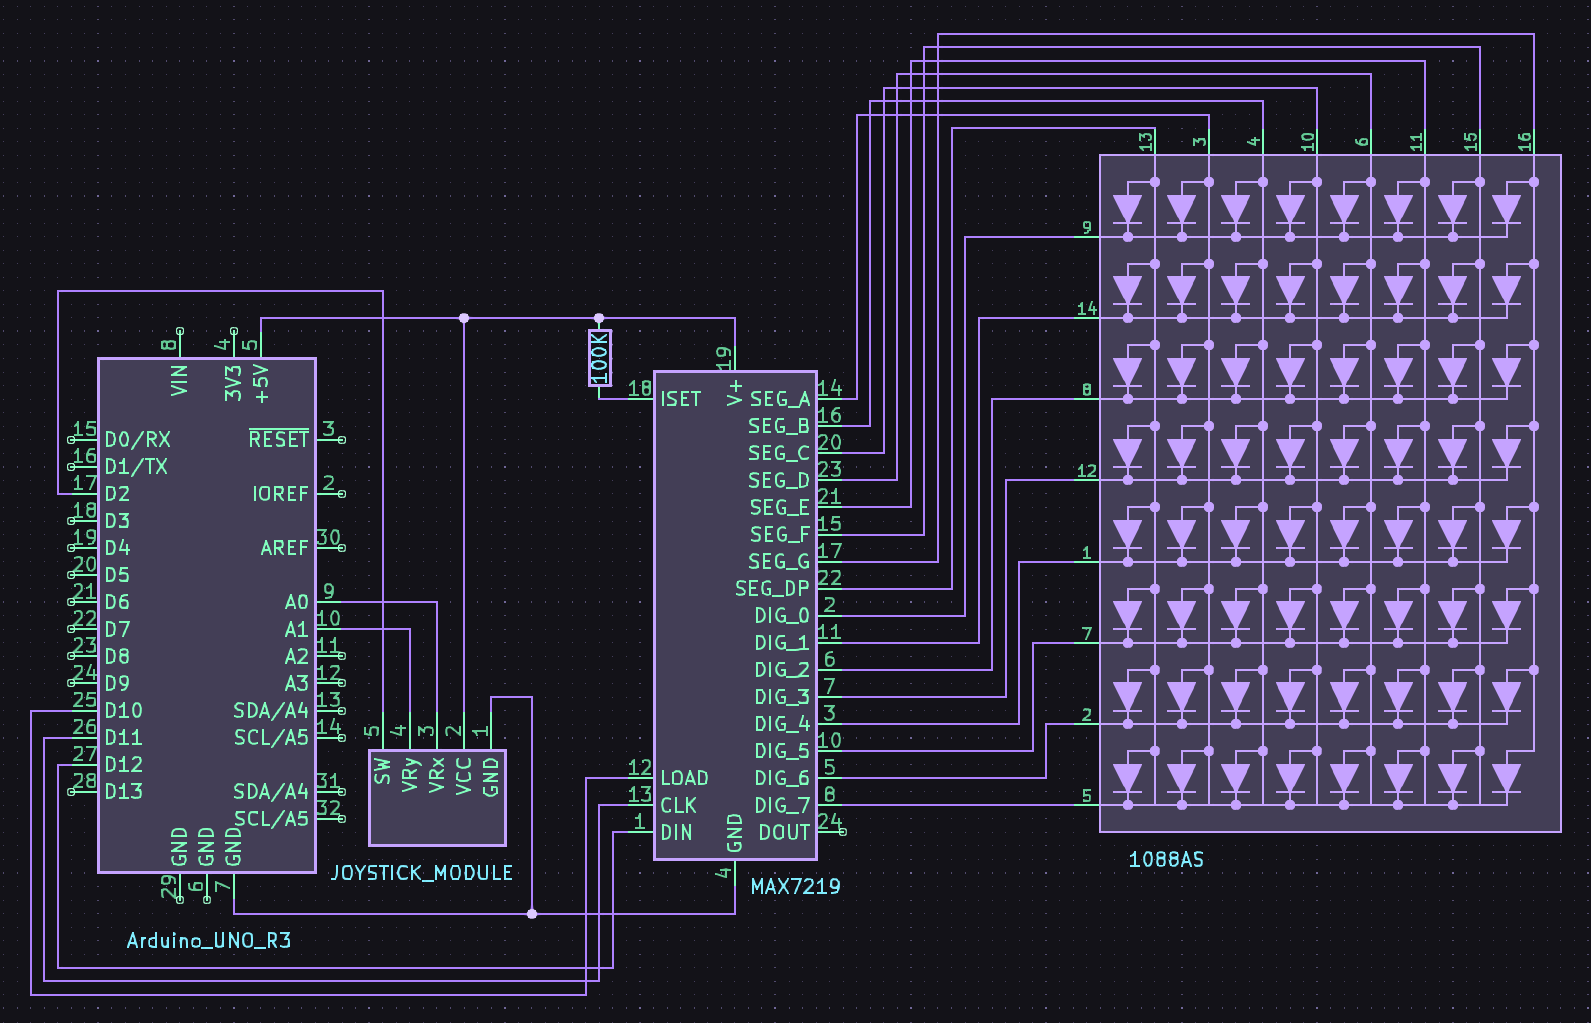 13 3 4 10 6 11 15 16
9
14
8
12
1
7
2
5
1088AS
8 4 5
VIN 3V3 +5V
15 D0/RX RESET 3
16 D1/TX
17 D2 IOREF 2
18 D3
19 D4 AREF 30
20 D5
21 D6 A0 9
22 D7 A1 10
23 D8 A2 11
24 D9 A3 12
25 D10 SDA/A4 13
26 D11 SCL/A5 14
27 D12
28 D13 SDA/A4 31
SCL/A5 32
GND GND GND
29 6 7
Arduino_UNO_R3
5 4 3 2 1
SW VRy VRx VCC GND
JOYSTICK_MODULE
100K
19
V+
18 ISET SEG_A 14
SEG_B 16
SEG_C 20
SEG_D 23
SEG_E 21
SEG_F 15
SEG_G 17
SEG_DP 22
DIG_0 2
DIG_1 11
DIG_2 6
DIG_3 7
DIG_4 3
DIG_5 10
12 LOAD DIG_6 5
13 CLK DIG_7 8
1 DIN DOUT 24
GND
4
MAX7219